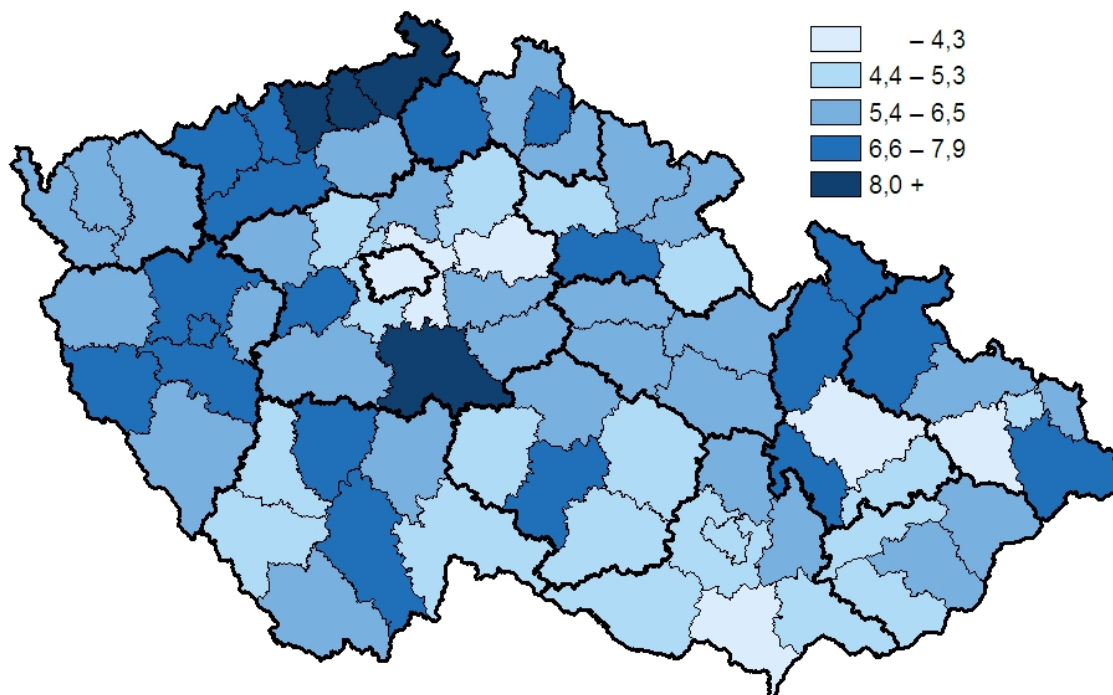 – 4,3
4,4 – 5,3
5,4 – 6,5
6,6 – 7,9
8,0 +